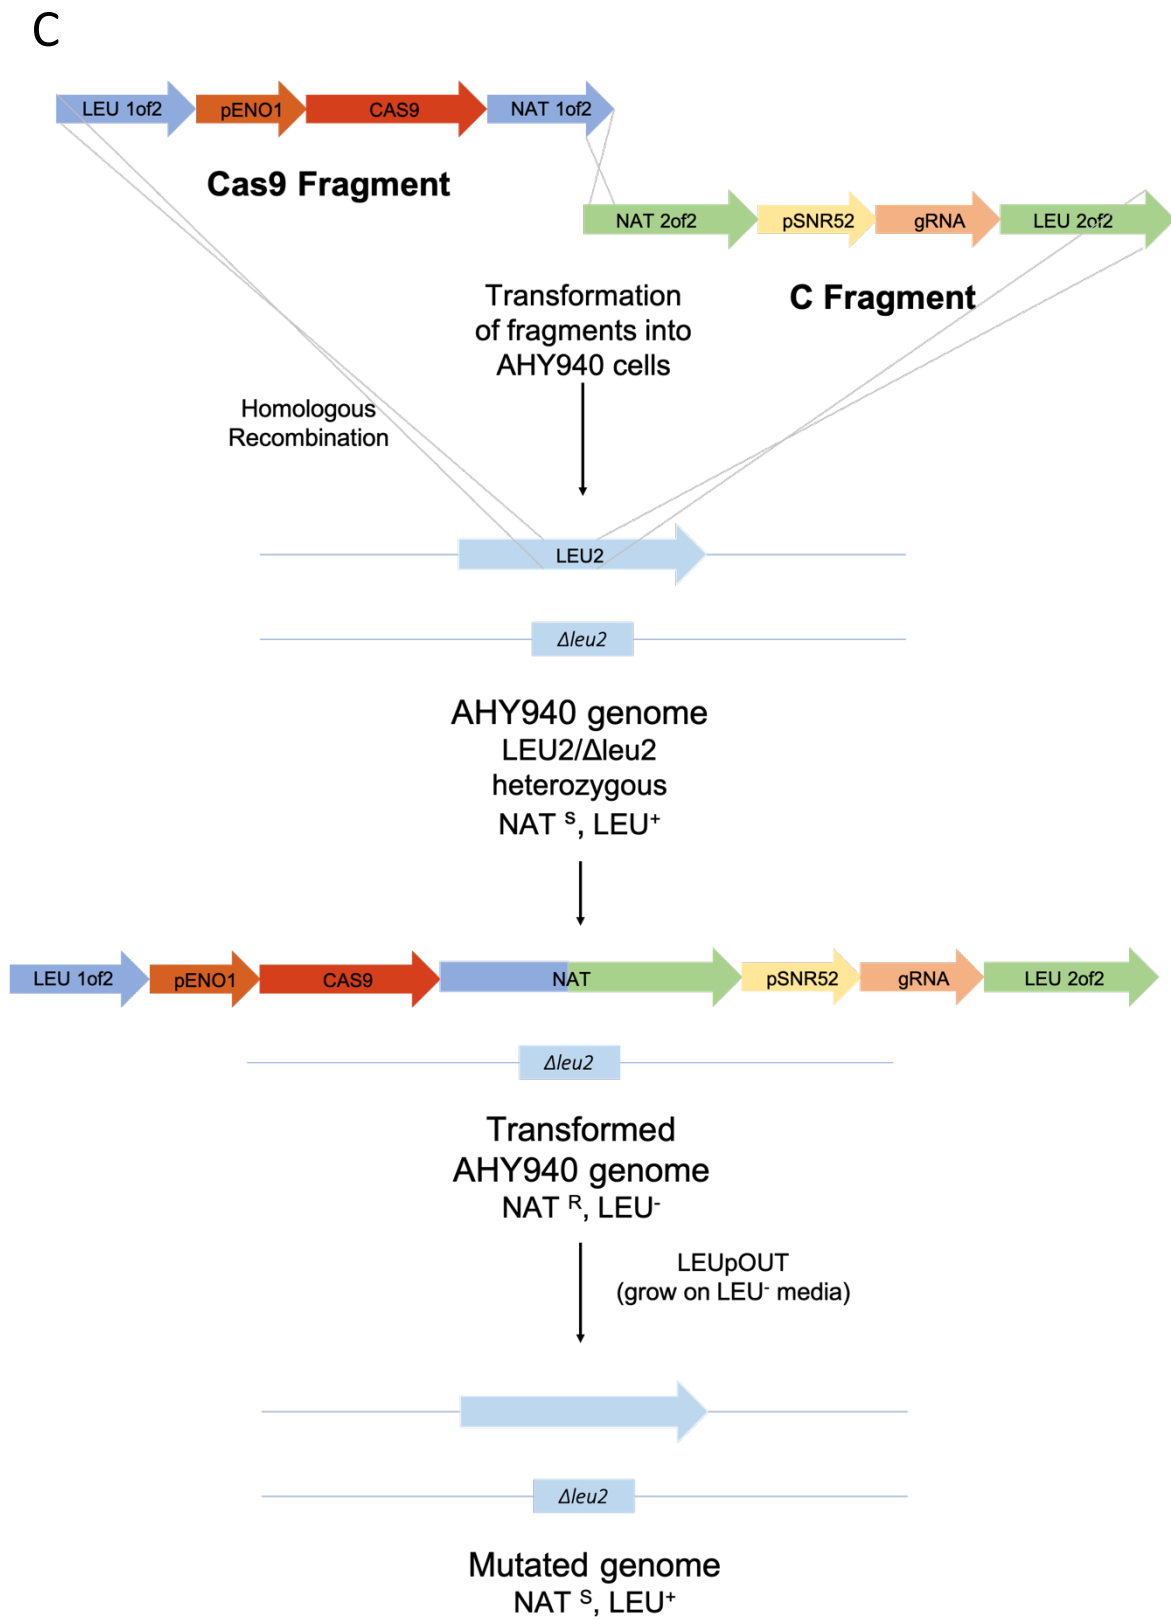 C
LEU 1of2 pENO1 CAS9 NAT 1of2
Cas9 Fragment
NAT 2of2 pSNR52 gRNA LEU 2of2
C Fragment
Transformation
of fragments into
AHY940 cells
Homologous
Recombination
LEU2
Δleu2
AHY940 genome
LEU2/Δleu2
heterozygous
NAT S, LEU+
LEU 1of2 pENO1 CAS9 NAT pSNR52 gRNA LEU 2of2
Δleu2
Transformed
AHY940 genome
NAT R, LEU-
LEUpOUT
(grow on LEU- media)
Δleu2
Mutated genome
NAT S, LEU+